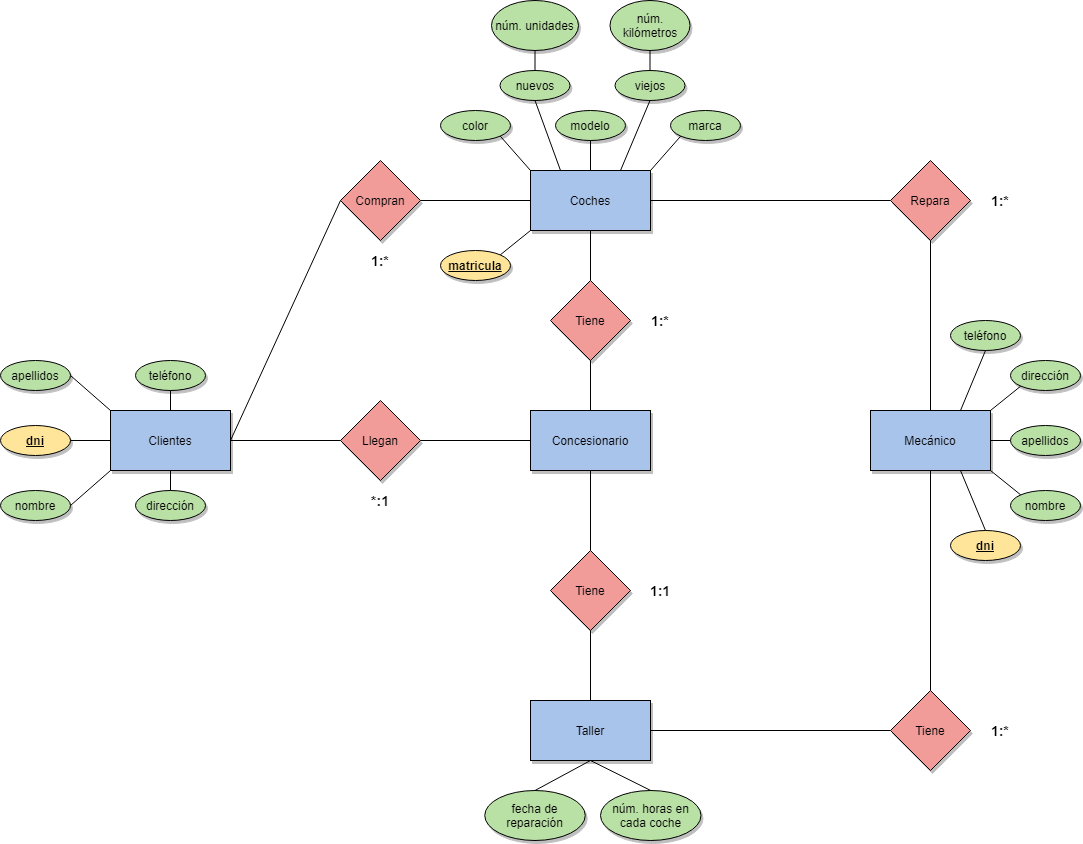 núm. unidades
núm.
kilómetros
nuevos
viejos
color
modelo
marca
Compran
Coches
Repara
1:*
1:*
matricula
Tiene
1:*
teléfono
apellidos
teléfono
dirección
dni
Clientes
Llegan
Concesionario
Mecánico
apellidos
nombre
dirección
*:1
nombre
dni
Tiene
1:1
Taller
Tiene
1:*
fecha de
reparación
núm. horas en
cada coche